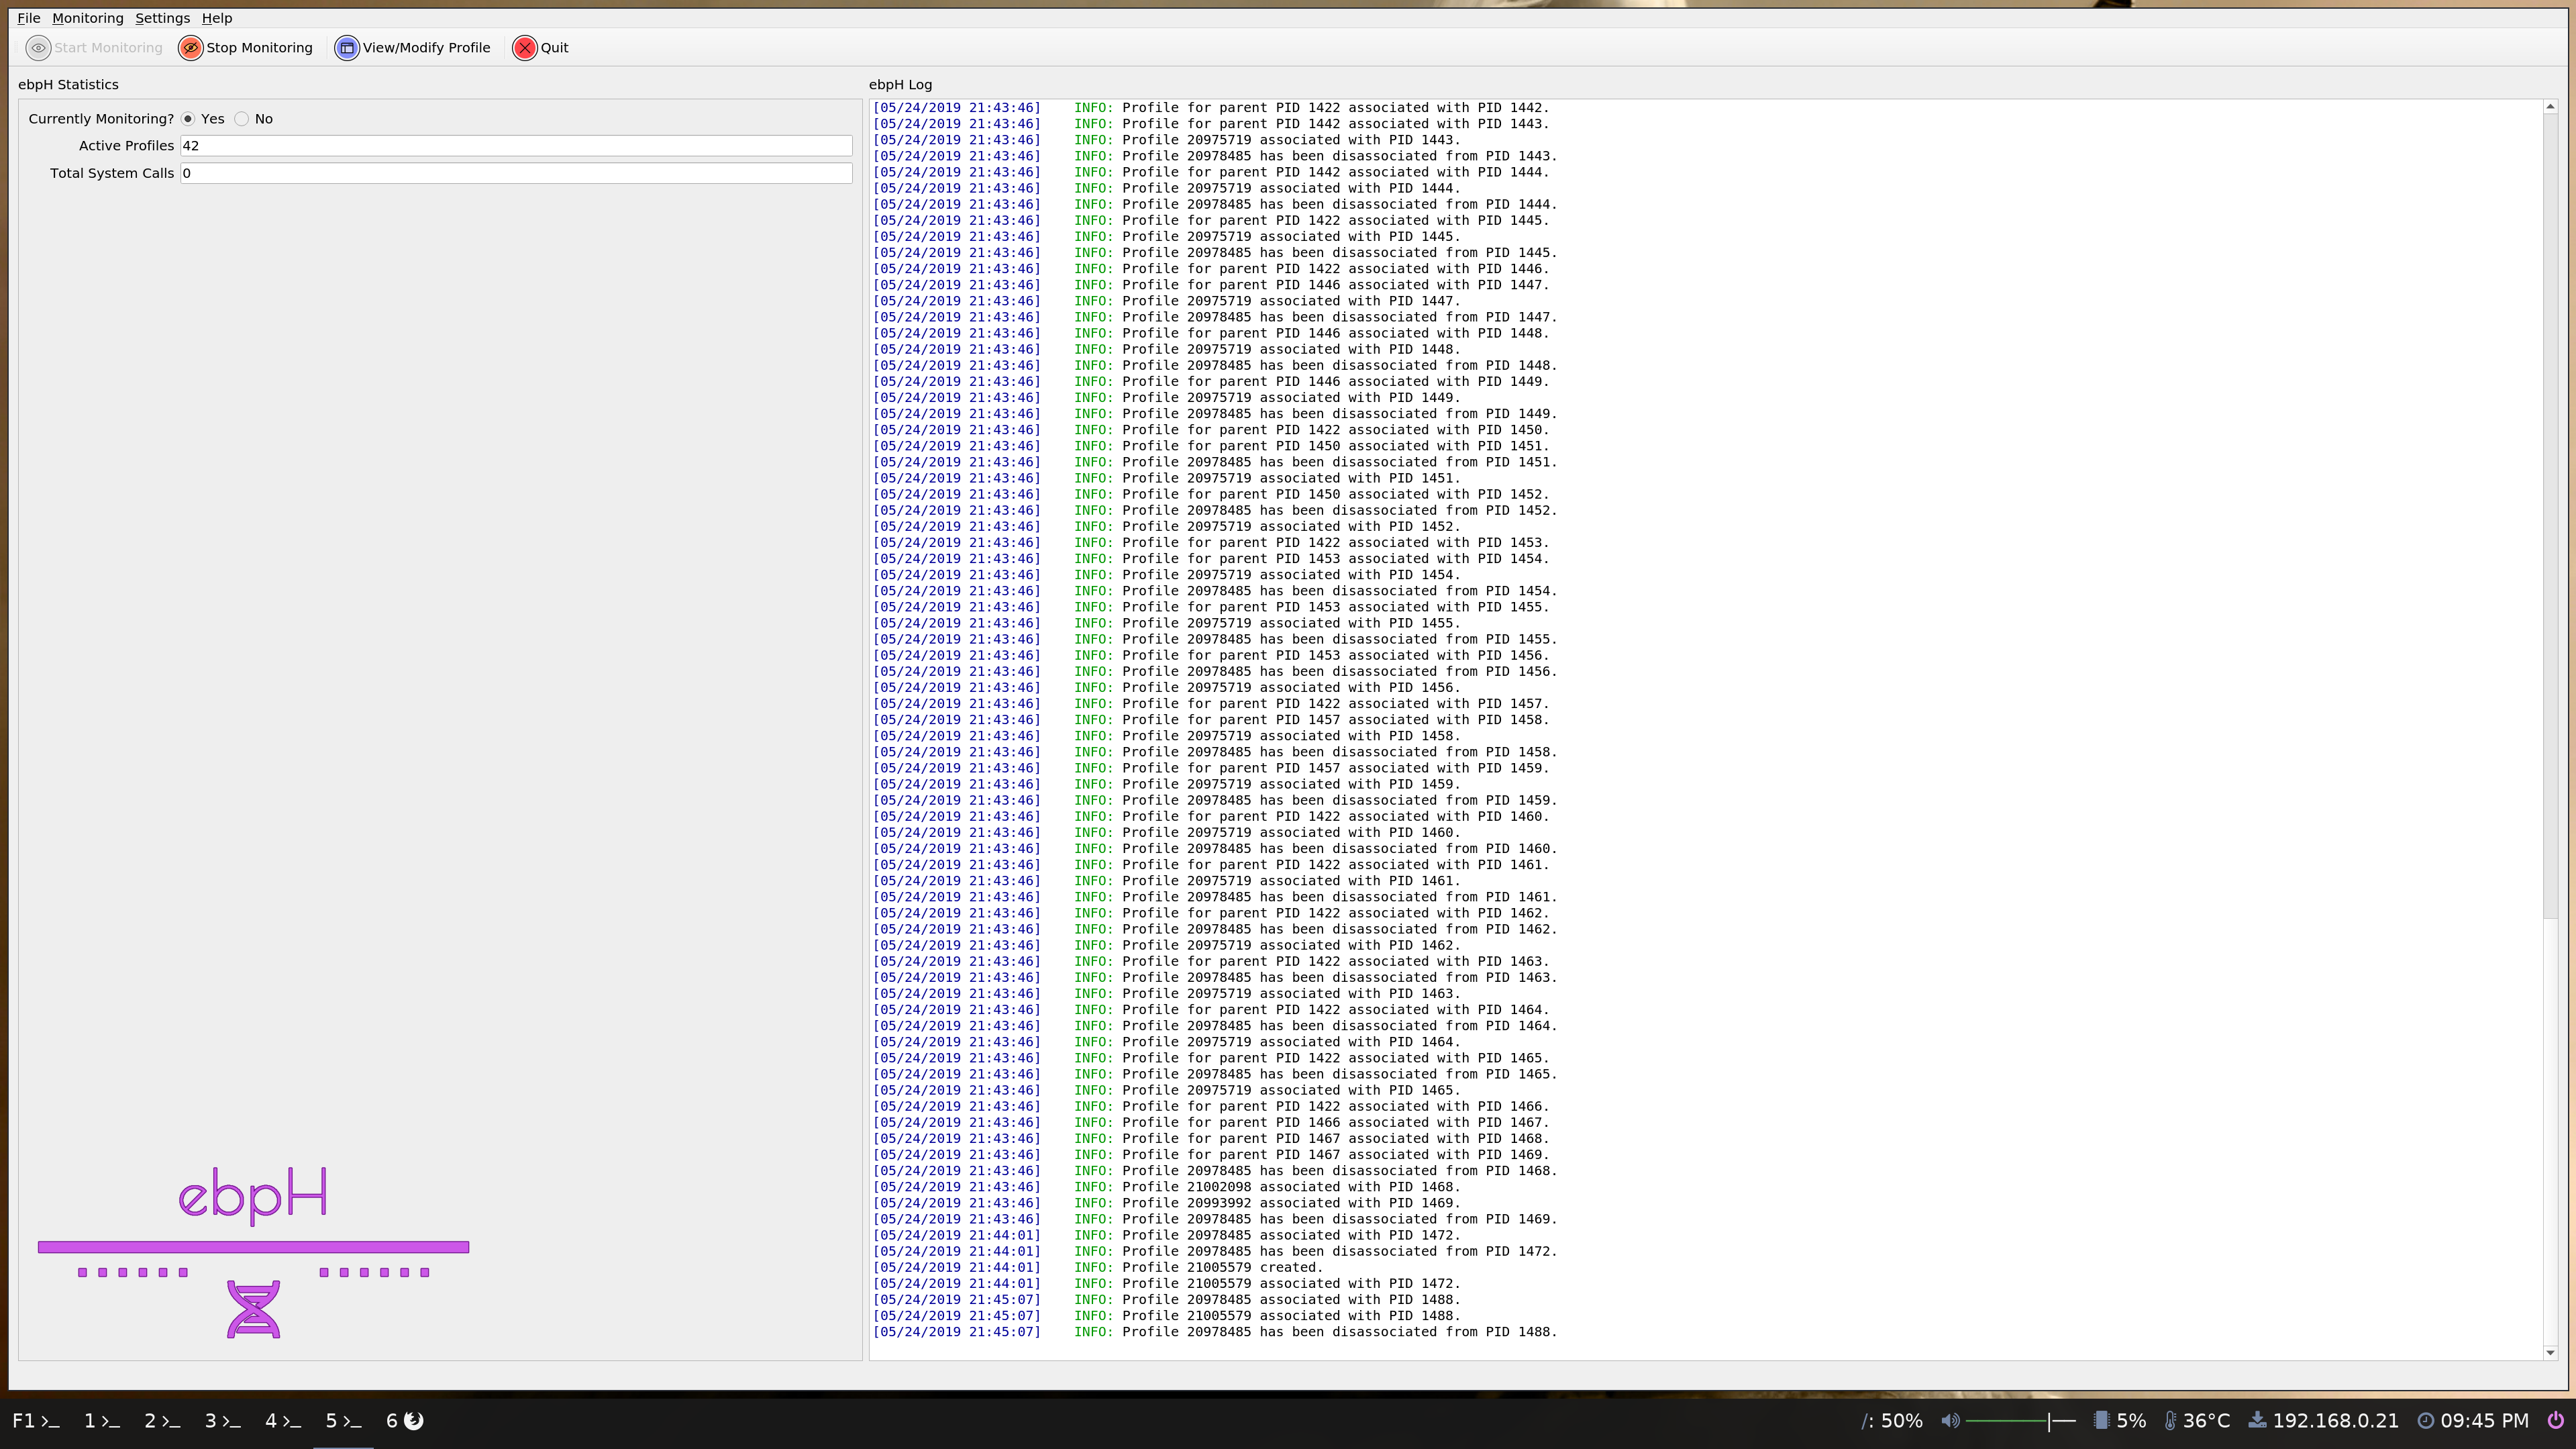 File Monitoring Settings Help
Start Monitoring Stop Monitoring View/Modify Profile Quit
ebpH Statistics
Currently Monitoring? Yes No
Active Profiles 42
Total System Calls 0
ebpH
ebpH Log
[05/24/2019 21:43:46] INFO: Profile for parent PID 1422 associated with PID 1442.
[05/24/2019 21:43:46] INFO: Profile for parent PID 1442 associated with PID 1443.
[05/24/2019 21:43:46] INFO: Profile 20975719 associated with PID 1443.
[05/24/2019 21:43:46] INFO: Profile 20978485 has been disassociated from PID 1443.
[05/24/2019 21:43:46] INFO: Profile for parent PID 1442 associated with PID 1444.
[05/24/2019 21:43:46] INFO: Profile 20975719 associated with PID 1444.
[05/24/2019 21:43:46] INFO: Profile 20978485 has been disassociated from PID 1444.
[05/24/2019 21:43:46] INFO: Profile for parent PID 1422 associated with PID 1445.
[05/24/2019 21:43:46] INFO: Profile 20975719 associated with PID 1445.
[05/24/2019 21:43:46] INFO: Profile 20978485 has been disassociated from PID 1445.
[05/24/2019 21:43:46] INFO: Profile for parent PID 1422 associated with PID 1446.
[05/24/2019 21:43:46] INFO: Profile for parent PID 1446 associated with PID 1447.
[05/24/2019 21:43:46] INFO: Profile 20975719 associated with PID 1447.
[05/24/2019 21:43:46] INFO: Profile 20978485 has been disassociated from PID 1447.
[05/24/2019 21:43:46] INFO: Profile for parent PID 1446 associated with PID 1448.
[05/24/2019 21:43:46] INFO: Profile 20975719 associated with PID 1448.
[05/24/2019 21:43:46] INFO: Profile 20978485 has been disassociated from PID 1448.
[05/24/2019 21:43:46] INFO: Profile for parent PID 1446 associated with PID 1449.
[05/24/2019 21:43:46] INFO: Profile 20975719 associated with PID 1449.
[05/24/2019 21:43:46] INFO: Profile 20978485 has been disassociated from PID 1449.
[05/24/2019 21:43:46] INFO: Profile for parent PID 1422 associated with PID 1450.
[05/24/2019 21:43:46] INFO: Profile for parent PID 1450 associated with PID 1451.
[05/24/2019 21:43:46] INFO: Profile 20978485 has been disassociated from PID 1451.
[05/24/2019 21:43:46] INFO: Profile 20975719 associated with PID 1451.
[05/24/2019 21:43:46] INFO: Profile for parent PID 1450 associated with PID 1452.
[05/24/2019 21:43:46] INFO: Profile 20978485 has been disassociated from PID 1452.
[05/24/2019 21:43:46] INFO: Profile 20975719 associated with PID 1452.
[05/24/2019 21:43:46] INFO: Profile for parent PID 1422 associated with PID 1453.
[05/24/2019 21:43:46] INFO: Profile for parent PID 1453 associated with PID 1454.
[05/24/2019 21:43:46] INFO: Profile 20975719 associated with PID 1454.
[05/24/2019 21:43:46] INFO: Profile 20978485 has been disassociated from PID 1454.
[05/24/2019 21:43:46] INFO: Profile for parent PID 1453 associated with PID 1455.
[05/24/2019 21:43:46] INFO: Profile 20975719 associated with PID 1455.
[05/24/2019 21:43:46] INFO: Profile 20978485 has been disassociated from PID 1455.
[05/24/2019 21:43:46] INFO: Profile for parent PID 1453 associated with PID 1456.
[05/24/2019 21:43:46] INFO: Profile 20978485 has been disassociated from PID 1456.
[05/24/2019 21:43:46] INFO: Profile 20975719 associated with PID 1456.
[05/24/2019 21:43:46] INFO: Profile for parent PID 1422 associated with PID 1457.
[05/24/2019 21:43:46] INFO: Profile for parent PID 1457 associated with PID 1458.
[05/24/2019 21:43:46] INFO: Profile 20975719 associated with PID 1458.
[05/24/2019 21:43:46] INFO: Profile 20978485 has been disassociated from PID 1458.
[05/24/2019 21:43:46] INFO: Profile for parent PID 1457 associated with PID 1459.
[05/24/2019 21:43:46] INFO: Profile 20975719 associated with PID 1459.
[05/24/2019 21:43:46] INFO: Profile 20978485 has been disassociated from PID 1459.
[05/24/2019 21:43:46] INFO: Profile for parent PID 1422 associated with PID 1460.
[05/24/2019 21:43:46] INFO: Profile 20975719 associated with PID 1460.
[05/24/2019 21:43:46] INFO: Profile 20978485 has been disassociated from PID 1460.
[05/24/2019 21:43:46] INFO: Profile for parent PID 1422 associated with PID 1461.
[05/24/2019 21:43:46] INFO: Profile 20975719 associated with PID 1461.
[05/24/2019 21:43:46] INFO: Profile 20978485 has been disassociated from PID 1461.
[05/24/2019 21:43:46] INFO: Profile for parent PID 1422 associated with PID 1462.
[05/24/2019 21:43:46] INFO: Profile 20978485 has been disassociated from PID 1462.
[05/24/2019 21:43:46] INFO: Profile 20975719 associated with PID 1462.
[05/24/2019 21:43:46] INFO: Profile for parent PID 1422 associated with PID 1463.
[05/24/2019 21:43:46] INFO: Profile 20978485 has been disassociated from PID 1463.
[05/24/2019 21:43:46] INFO: Profile 20975719 associated with PID 1463.
[05/24/2019 21:43:46] INFO: Profile for parent PID 1422 associated with PID 1464.
[05/24/2019 21:43:46] INFO: Profile 20978485 has been disassociated from PID 1464.
[05/24/2019 21:43:46] INFO: Profile 20975719 associated with PID 1464.
[05/24/2019 21:43:46] INFO: Profile for parent PID 1422 associated with PID 1465.
[05/24/2019 21:43:46] INFO: Profile 20978485 has been disassociated from PID 1465.
[05/24/2019 21:43:46] INFO: Profile 20975719 associated with PID 1465.
[05/24/2019 21:43:46] INFO: Profile for parent PID 1422 associated with PID 1466.
[05/24/2019 21:43:46] INFO: Profile for parent PID 1466 associated with PID 1467.
[05/24/2019 21:43:46] INFO: Profile for parent PID 1467 associated with PID 1468.
[05/24/2019 21:43:46] INFO: Profile for parent PID 1467 associated with PID 1469.
[05/24/2019 21:43:46] INFO: Profile 20978485 has been disassociated from PID 1468.
[05/24/2019 21:43:46] INFO: Profile 21002098 associated with PID 1468.
[05/24/2019 21:43:46] INFO: Profile 20993992 associated with PID 1469.
[05/24/2019 21:43:46] INFO: Profile 20978485 has been disassociated from PID 1469.
[05/24/2019 21:44:01] INFO: Profile 20978485 associated with PID 1472.
[05/24/2019 21:44:01] INFO: Profile 20978485 has been disassociated from PID 1472.
[05/24/2019 21:44:01] INFO: Profile 21005579 created.
[05/24/2019 21:44:01] INFO: Profile 21005579 associated with PID 1472.
[05/24/2019 21:45:07] INFO: Profile 20978485 associated with PID 1488.
[05/24/2019 21:45:07] INFO: Profile 21005579 associated with PID 1488.
[05/24/2019 21:45:07] INFO: Profile 20978485 has been disassociated from PID 1488.
F1 1 2 3 4 5 6 /: 50% 5% 36°C 192.168.0.21 09:45 PM